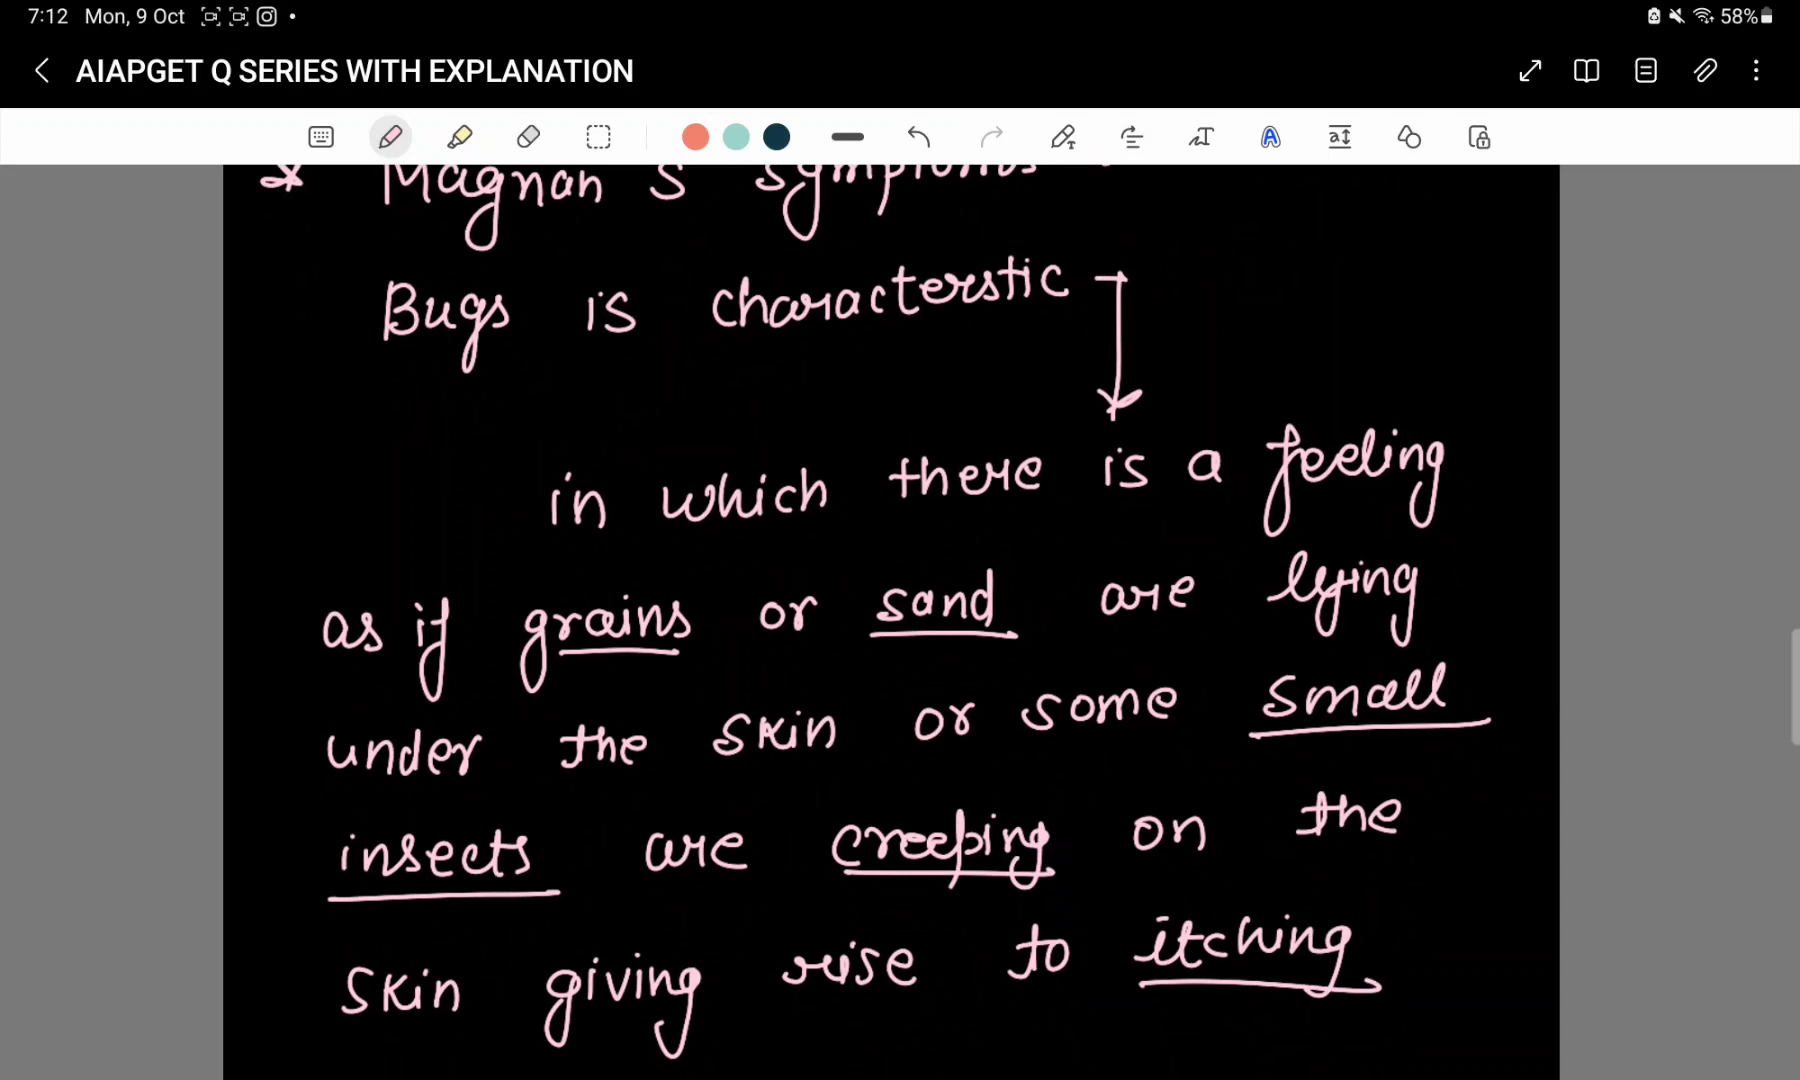 7:12 Mon, 9 Oct 58%
AIAPGET Q SERIES WITH EXPLANATION
* Magnan's symptoms
Bugs is characterstic
in which there is a feeling
as if grains or sand are lying
under the skin or some small
insects are creeping on the
skin giving rise to itching